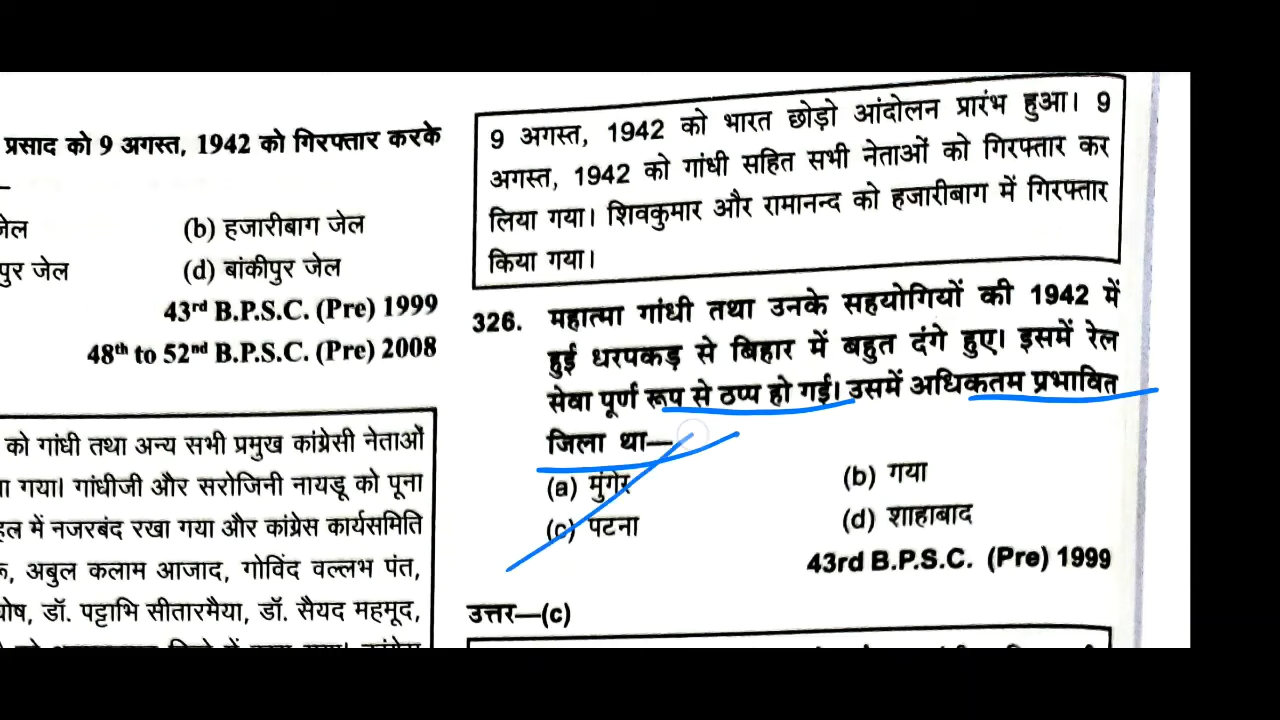 प्रसाद को 9 अगस्त, 1942 को गिरफ्तार करके
जेल
(b) हजारीबाग जेल
पुर जेल
(d) बांकीपुर जेल
43rd B.P.S.C. (Pre) 1999
48th to 52nd B.P.S.C. (Pre) 2008
को गांधी तथा अन्य सभी प्रमुख कांग्रेसी नेताओं
गया। गांधीजी और सरोजिनी नायडू को पूना
में नजरबंद रखा गया और कांग्रेस कार्यसमिति
अबुल कलाम आजाद, गोविंद वल्लभ पंत,
डॉ. पट्टाभि सीतारमैया, डॉ. सैयद महमूद,
9 अगस्त, 1942 को भारत छोड़ो आंदोलन प्रारंभ हुआ। 9
अगस्त, 1942 को गांधी सहित सभी नेताओं को गिरफ्तार कर
लिया गया। शिवकुमार और रामानन्द को हजारीबाग में गिरफ्तार
किया गया।
326. महात्मा गांधी तथा उनके सहयोगियों की 1942 में
हुई धरपकड़ से बिहार में बहुत दंगे हुए। इसमें रेल
सेवा पूर्ण रूप से ठप्प हो गई। उसमें अधिकतम प्रभावित
जिला था—
(a) मुंगेर
(b) गया
(c) पटना
(d) शाहाबाद
43rd B.P.S.C. (Pre) 1999
उत्तर—(c)